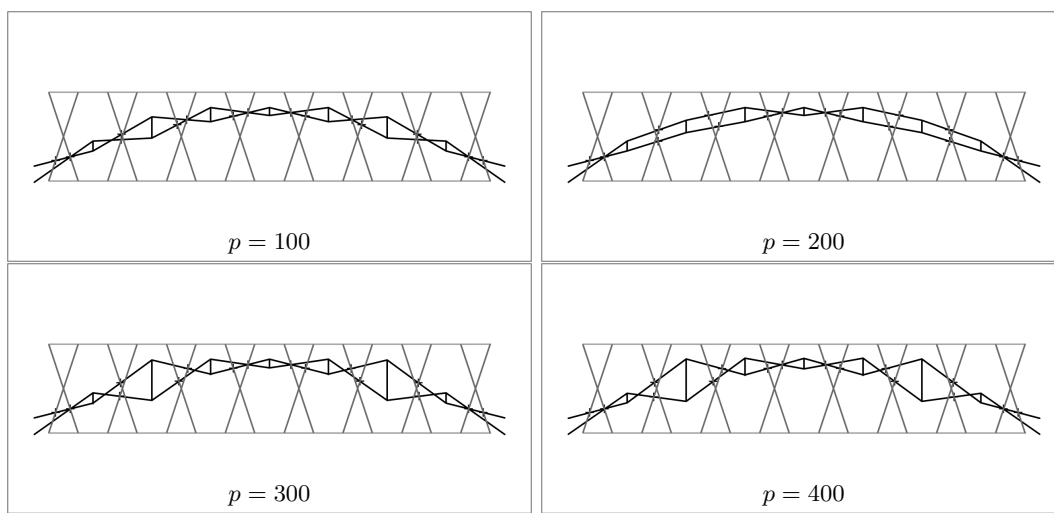 p = 100
p = 200
p = 300
p = 400